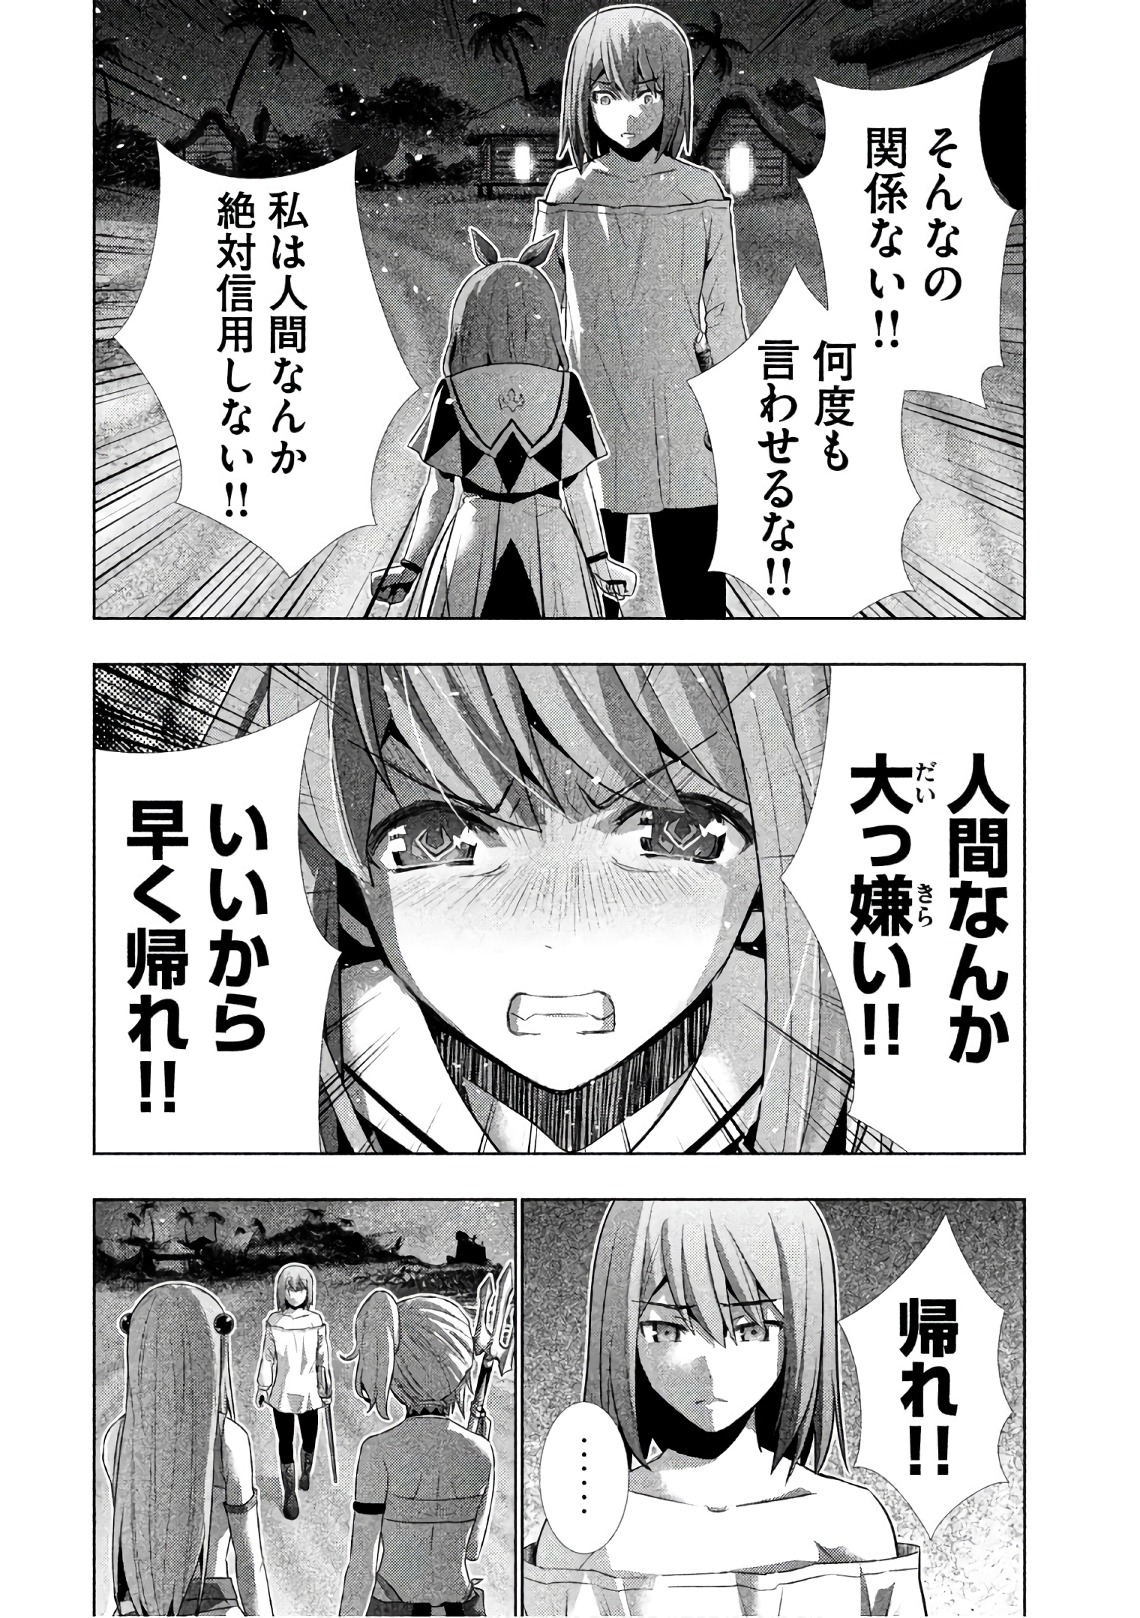 そんなの
関係ない!!
何度も
言わせるな!!
私は人間なんか
絶対信用しない!!
人間なんか
大っ嫌い!!
だい
きら
いいから
早く帰れ!!
帰れ!!
……